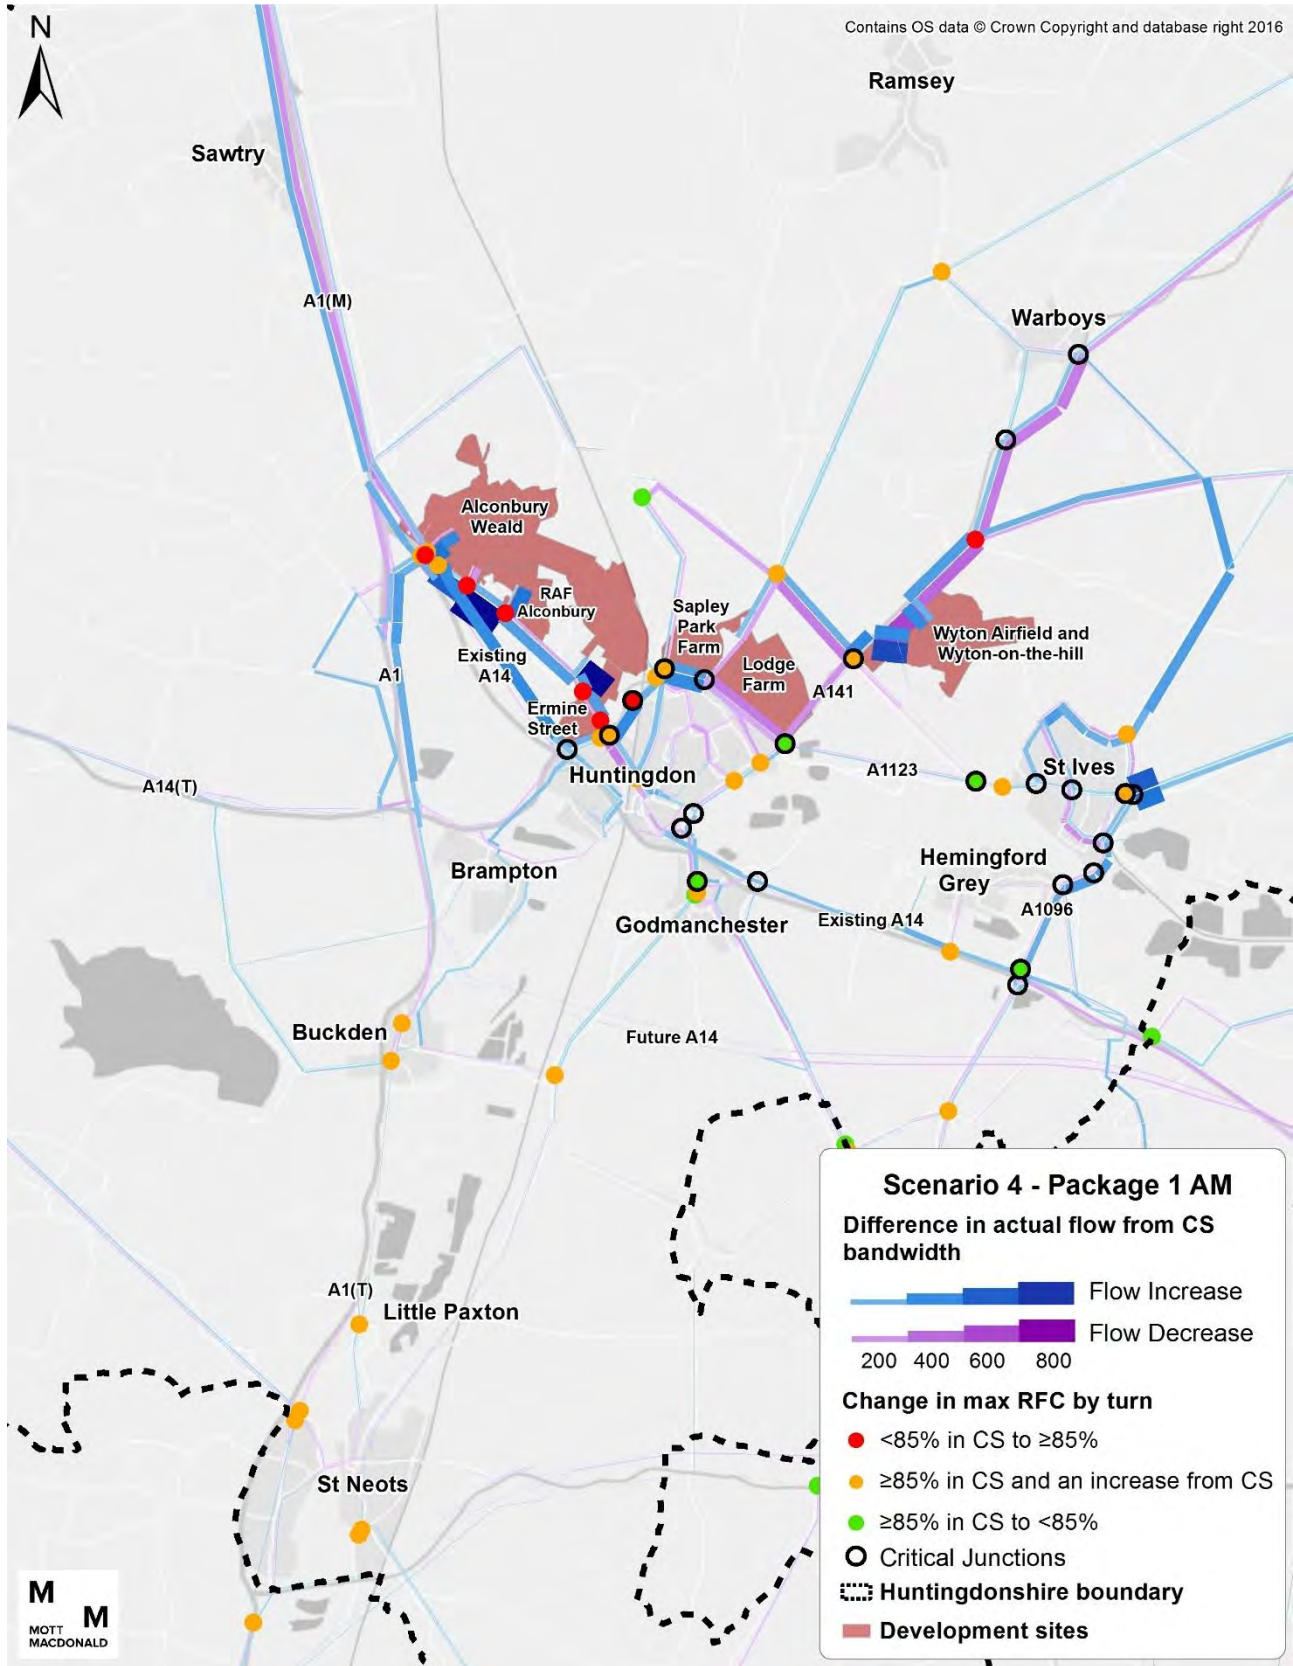 Contains OS data © Crown Copyright and database right 2016
N
Ramsey
Sawtry
A1(M)
Warboys
Alconbury
Weald
RAF
Alconbury
Sapley
Park
Farm
Wyton Airfield and
Wyton-on-the-hill
Existing
A14
Lodge
Farm
A1
A141
Ermine
Street
A14(T)
Huntingdon
A1123
St Ives
Brampton
Hemingford
Grey
A1096
Godmanchester
Existing A14
Buckden
Future A14
A1(T)
Little Paxton
St Neots
Scenario 4 - Package 1 AM
Difference in actual flow from CS
bandwidth
Flow Increase
Flow Decrease
200 400 600 800
Change in max RFC by turn
<85% in CS to ≥85%
≥85% in CS and an increase from CS
≥85% in CS to <85%
Critical Junctions
Huntingdonshire boundary
Development sites
M
M
MOTT
MACDONALD